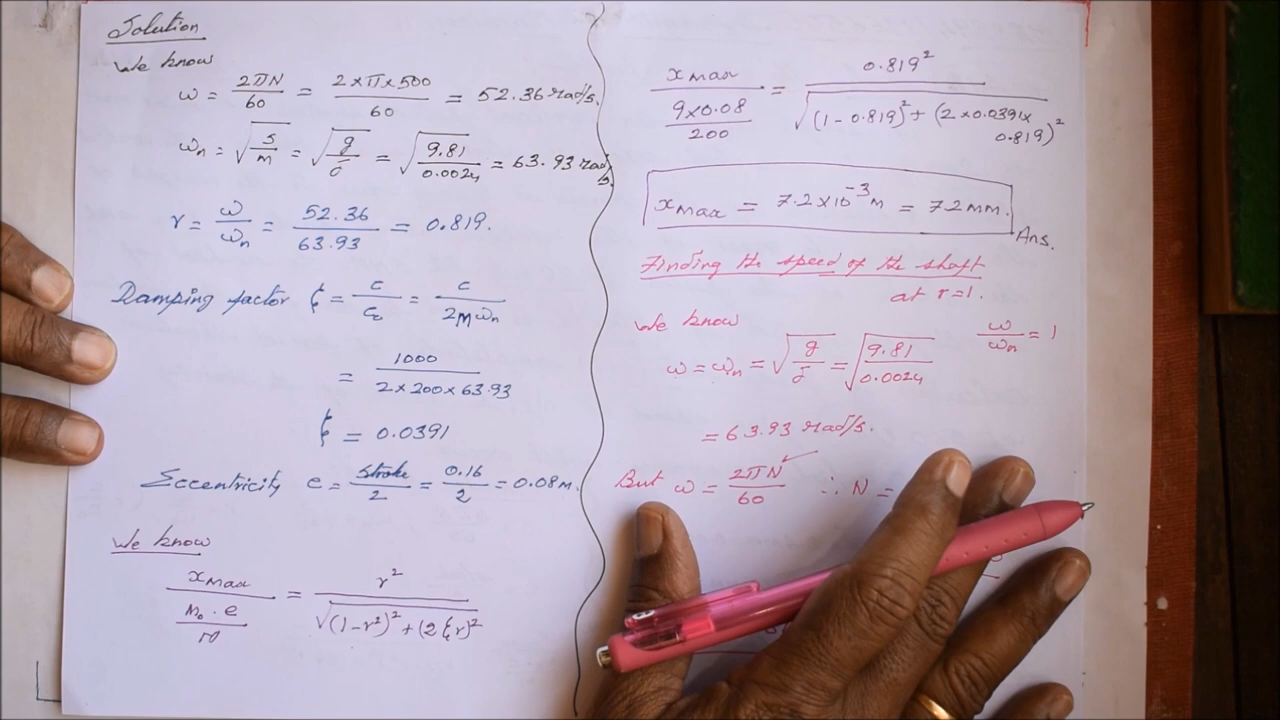 Solution
We know
ω = 2πN/60 = 2×π×500/60 = 52.36 rad/s.
ωn = √(s/m) = √(g/δ) = √(9.81/0.0024) = 63.93 rad/s.
r = ω/ωn = 52.36/63.93 = 0.819.
Damping factor ξ = c/cc = c/2mωn
= 1000/2×200×63.93
ξ = 0.0391
Eccentricity e = stroke/2 = 0.16/2 = 0.08m.
We know
xmax/(m0.e/m) = r²/√((1-r²)²+(2ξr)²)
xmax/(9×0.08/200) = 0.819²/√((1-0.819)²+(2×0.0391×0.819)²)
xmax = 7.2×10⁻³m = 7.2mm.
Ans.
Finding the speed of the shaft
at r=1.
We know ω/ωn = 1
ω = ωn = √(g/δ) = √(9.81/0.0024)
= 63.93 rad/s.
But ω = 2πN/60 ∴ N =